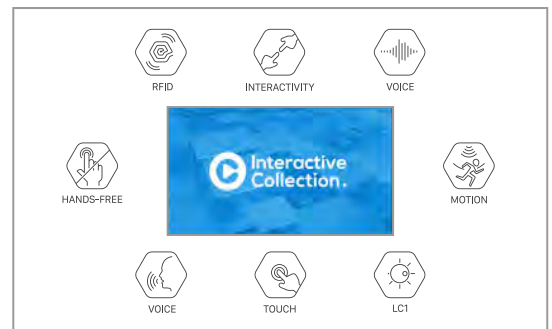 RFID
INTERACTIVITY
VOICE
Interactive
Collection.
HANDS-FREE
MOTION
VOICE
TOUCH
LC1